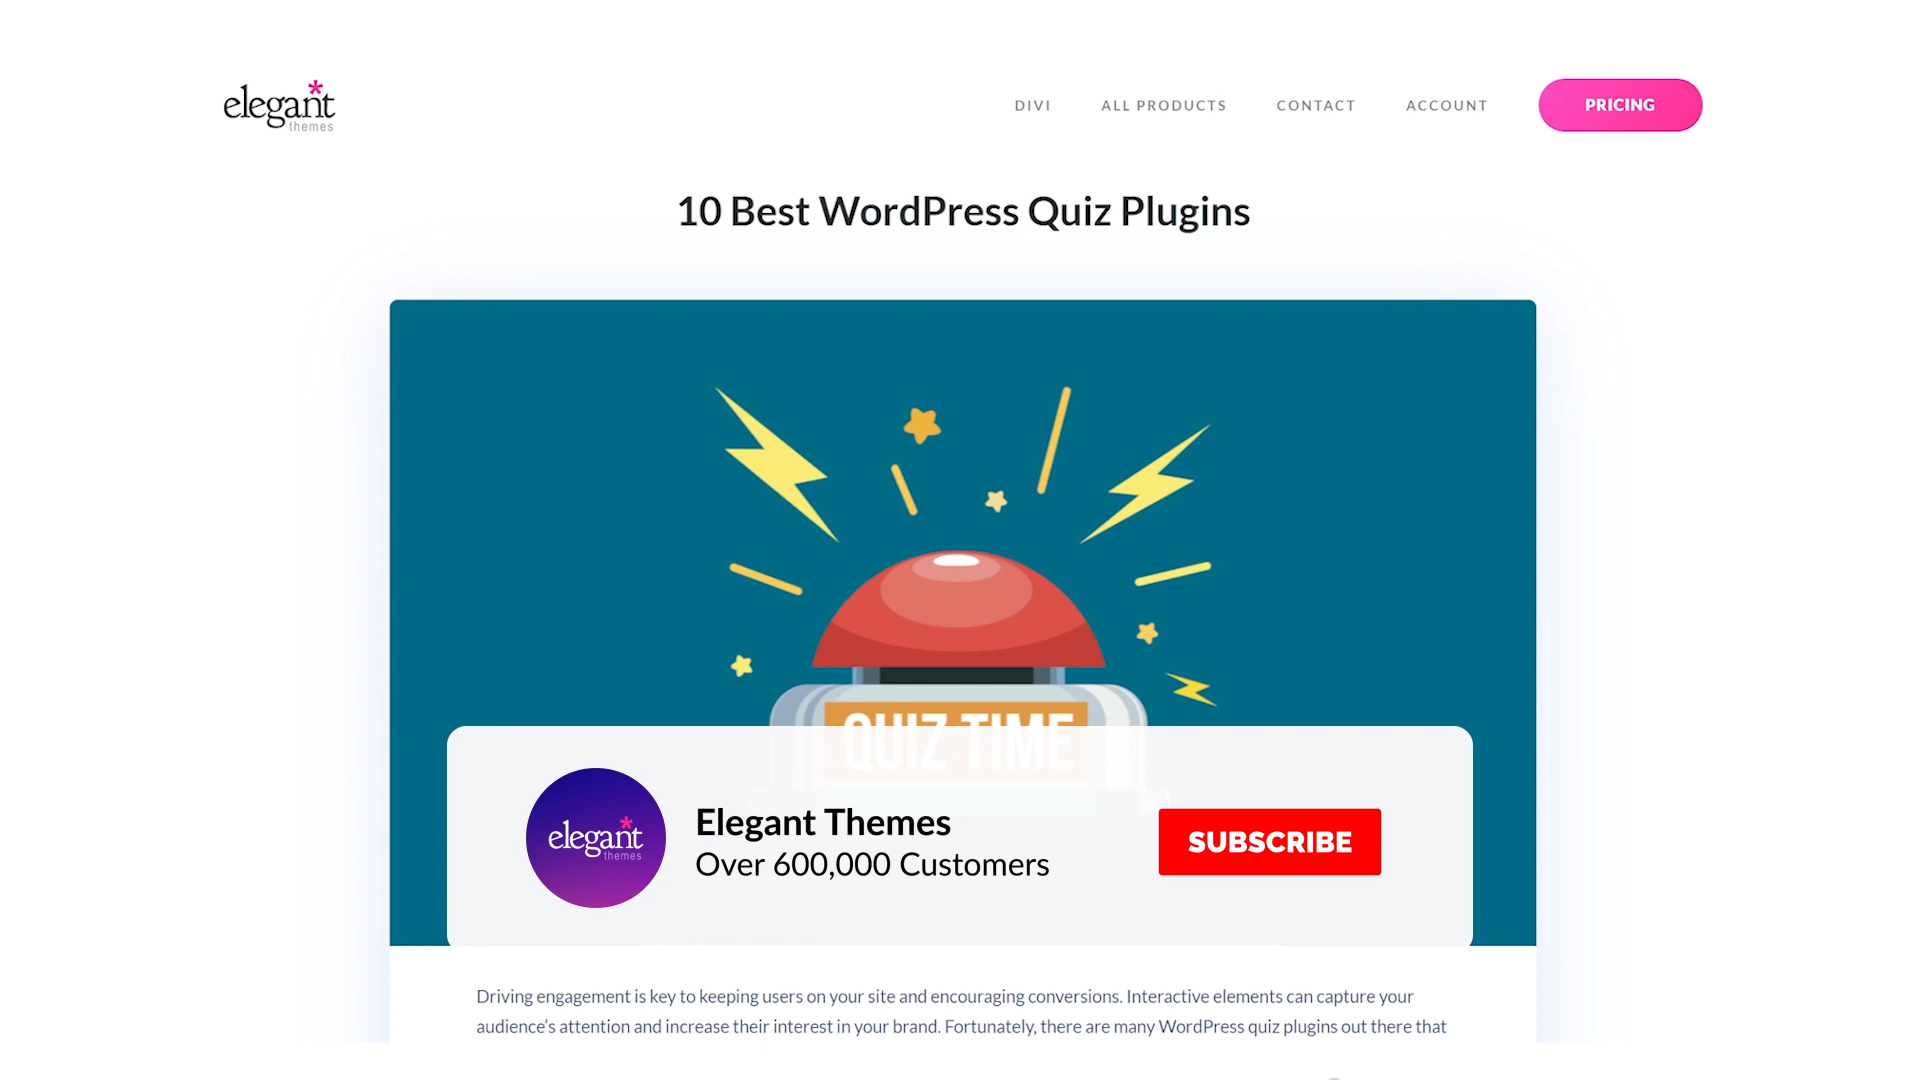 elegant
themes
DIVI
ALL PRODUCTS
CONTACT
ACCOUNT
PRICING
10 Best WordPress Quiz Plugins
QUIZ TIME
elegant
themes
Elegant Themes
Over 600,000 Customers
SUBSCRIBE
Driving engagement is key to keeping users on your site and encouraging conversions. Interactive elements can capture your
audience’s attention and increase their interest in your brand. Fortunately, there are many WordPress quiz plugins out there that